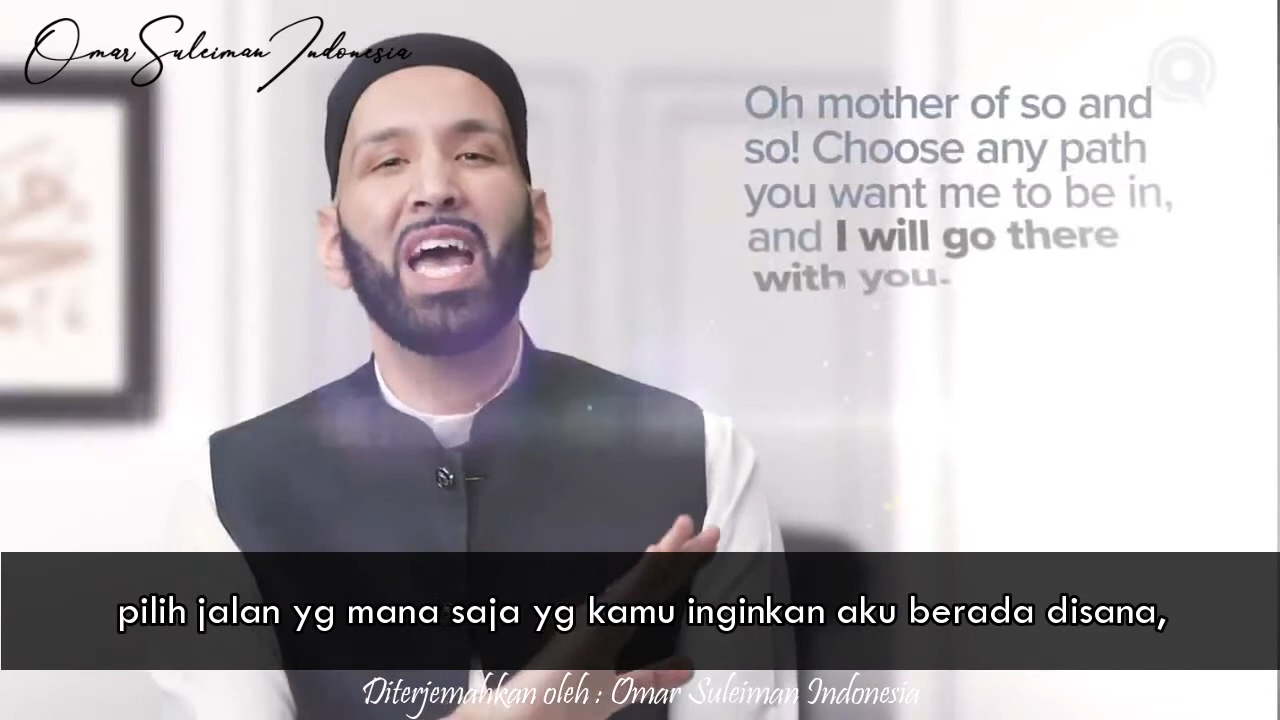 Omar Suleiman Indonesia
Oh mother of so and
so! Choose any path
you want me to be in,
and I will go there
with you.
pilih jalan yg mana saja yg kamu inginkan aku berada disana,
Diterjemahkan oleh : Omar Suleiman Indonesia